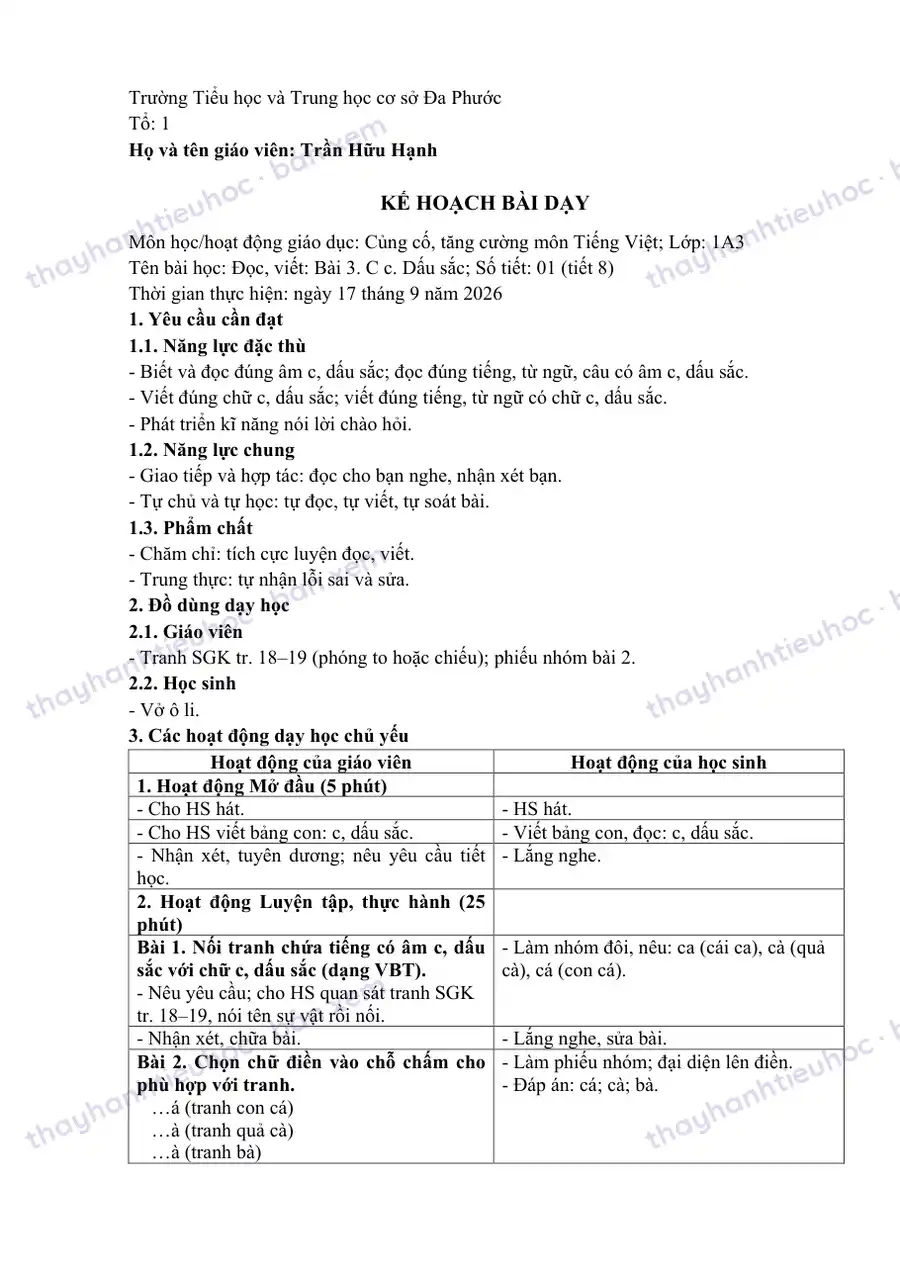 Trường Tiểu học và Trung học cơ sở Đa Phước
Tổ: 1
Họ và tên giáo viên: Trần Hữu Hạnh
KẾ HOẠCH BÀI DẠY
Môn học/hoạt động giáo dục: Củng cố, tăng cường môn Tiếng Việt; Lớp: 1A3
Tên bài học: Đọc, viết: Bài 3. C c. Dấu sắc; Số tiết: 01 (tiết 8)
Thời gian thực hiện: ngày 17 tháng 9 năm 2026
1. Yêu cầu cần đạt
1.1. Năng lực đặc thù
- Biết và đọc đúng âm c, dấu sắc; đọc đúng tiếng, từ ngữ, câu có âm c, dấu sắc.
- Viết đúng chữ c, dấu sắc; viết đúng tiếng, từ ngữ có chữ c, dấu sắc.
- Phát triển kĩ năng nói lời chào hỏi.
1.2. Năng lực chung
- Giao tiếp và hợp tác: đọc cho bạn nghe, nhận xét bạn.
- Tự chủ và tự học: tự đọc, tự viết, tự soát bài.
1.3. Phẩm chất
- Chăm chỉ: tích cực luyện đọc, viết.
- Trung thực: tự nhận lỗi sai và sửa.
2. Đồ dùng dạy học
2.1. Giáo viên
- Tranh SGK tr. 18–19 (phóng to hoặc chiếu); phiếu nhóm bài 2.
2.2. Học sinh
- Vở ô li.
3. Các hoạt động dạy học chủ yếu
Hoạt động của giáo viên
Hoạt động của học sinh
1. Hoạt động Mở đầu (5 phút)
- Cho HS hát.
- HS hát.
- Cho HS viết bảng con: c, dấu sắc.
- Viết bảng con, đọc: c, dấu sắc.
- Nhận xét, tuyên dương; nêu yêu cầu tiết
học.
- Lắng nghe.
2. Hoạt động Luyện tập, thực hành (25
phút)
Bài 1. Nối tranh chứa tiếng có âm c, dấu
sắc với chữ c, dấu sắc (dạng VBT).
- Nêu yêu cầu; cho HS quan sát tranh SGK
tr. 18–19, nói tên sự vật rồi nối.
- Làm nhóm đôi, nêu: ca (cái ca), cà (quả
cà), cá (con cá).
- Nhận xét, chữa bài.
- Lắng nghe, sửa bài.
Bài 2. Chọn chữ điền vào chỗ chấm cho
phù hợp với tranh.
…á (tranh con cá)
…à (tranh quả cà)
…à (tranh bà)
- Làm phiếu nhóm; đại diện lên điền.
- Đáp án: cá; cà; bà.
thayhanhtieuhoc · bản xem
thayhanhtieuhoc · b
thayhanhtieuhoc · bản xem
thayhanhtieuhoc · b
thayhanhtieuhoc · bản xem
thayhanhtieuhoc · b